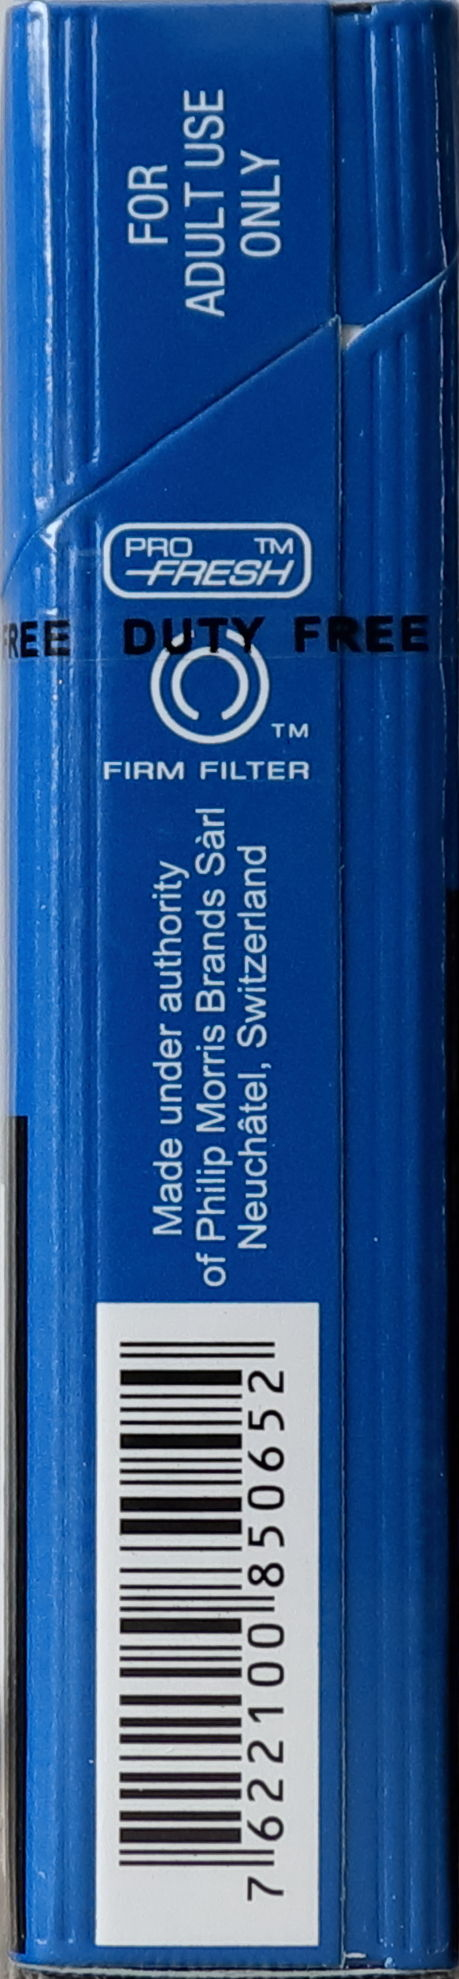 FOR
ADULT USE
ONLY
PRO ™
FRESH
FREE DUTY FREE
™
FIRM FILTER
Made under authority
of Philip Morris Brands Sàrl
Neuchâtel, Switzerland
7622100850652